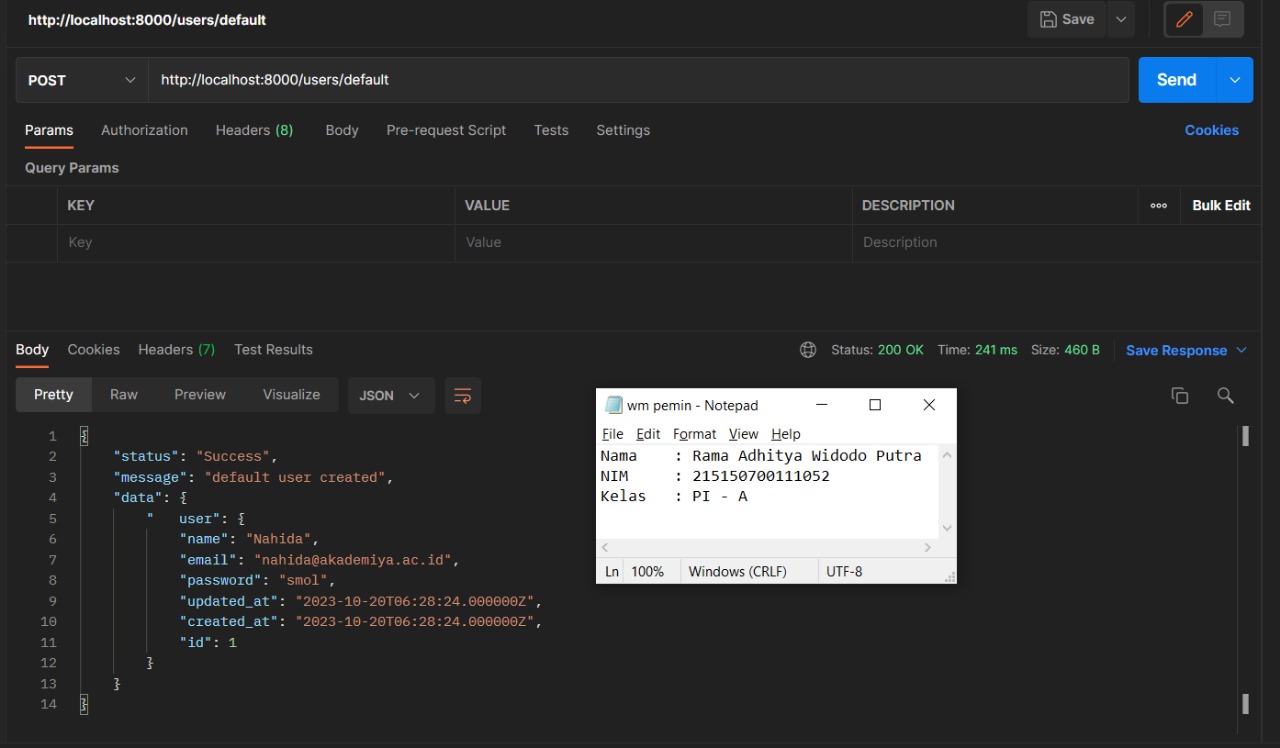 http://localhost:8000/users/default
Save
POST http://localhost:8000/users/default Send
Params Authorization Headers (8) Body Pre-request Script Tests Settings Cookies
Query Params
KEY VALUE DESCRIPTION ooo Bulk Edit
Key Value Description
Body Cookies Headers (7) Test Results Status: 200 OK Time: 241 ms Size: 460 B Save Response
Pretty Raw Preview Visualize JSON
1 {
2 "status": "Success",
3 "message": "default user created",
4 "data": {
5 "   user": {
6 "name": "Nahida",
7 "email": "nahida@akademiya.ac.id",
8 "password": "smol",
9 "updated_at": "2023-10-20T06:28:24.000000Z",
10 "created_at": "2023-10-20T06:28:24.000000Z",
11 "id": 1
12 }
13 }
14 }
wm pemin - Notepad
File Edit Format View Help
Nama : Rama Adhitya Widodo Putra
NIM : 215150700111052
Kelas : PI - A
Ln 100% Windows (CRLF) UTF-8